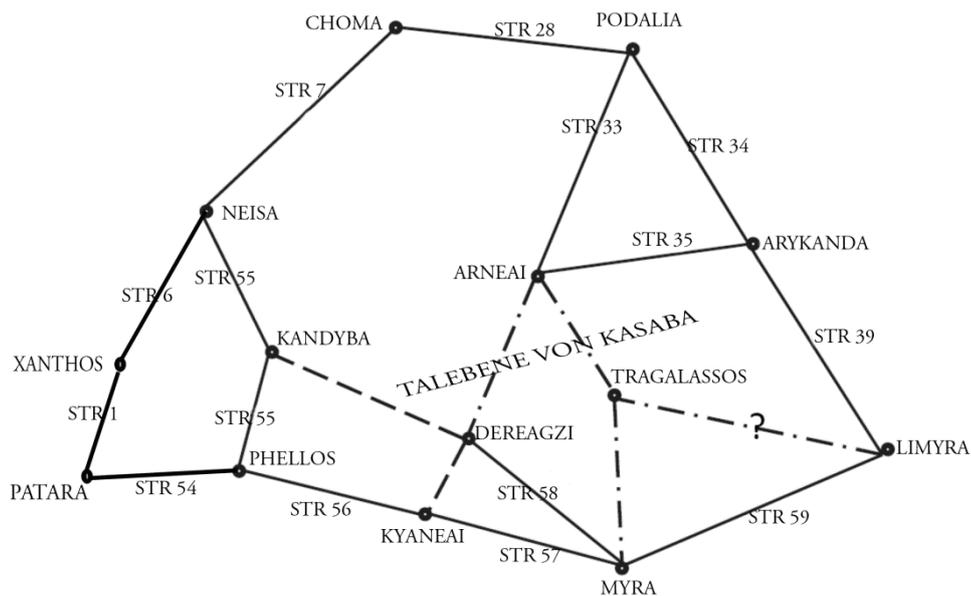 CHOMA
PODALIA
STR 28
STR 7
STR 33
STR 34
NEISA
STR 35
ARYKANDA
ARNEAI
STR 55
STR 6
TALEBENE VON KASABA
STR 39
KANDYBA
XANTHOS
TRAGALASSOS
STR 1
STR 55
?
DEREAGZI
LIMYRA
PHELLOS
PATARA
STR 54
STR 58
STR 56
STR 59
KYANEAI
STR 57
MYRA